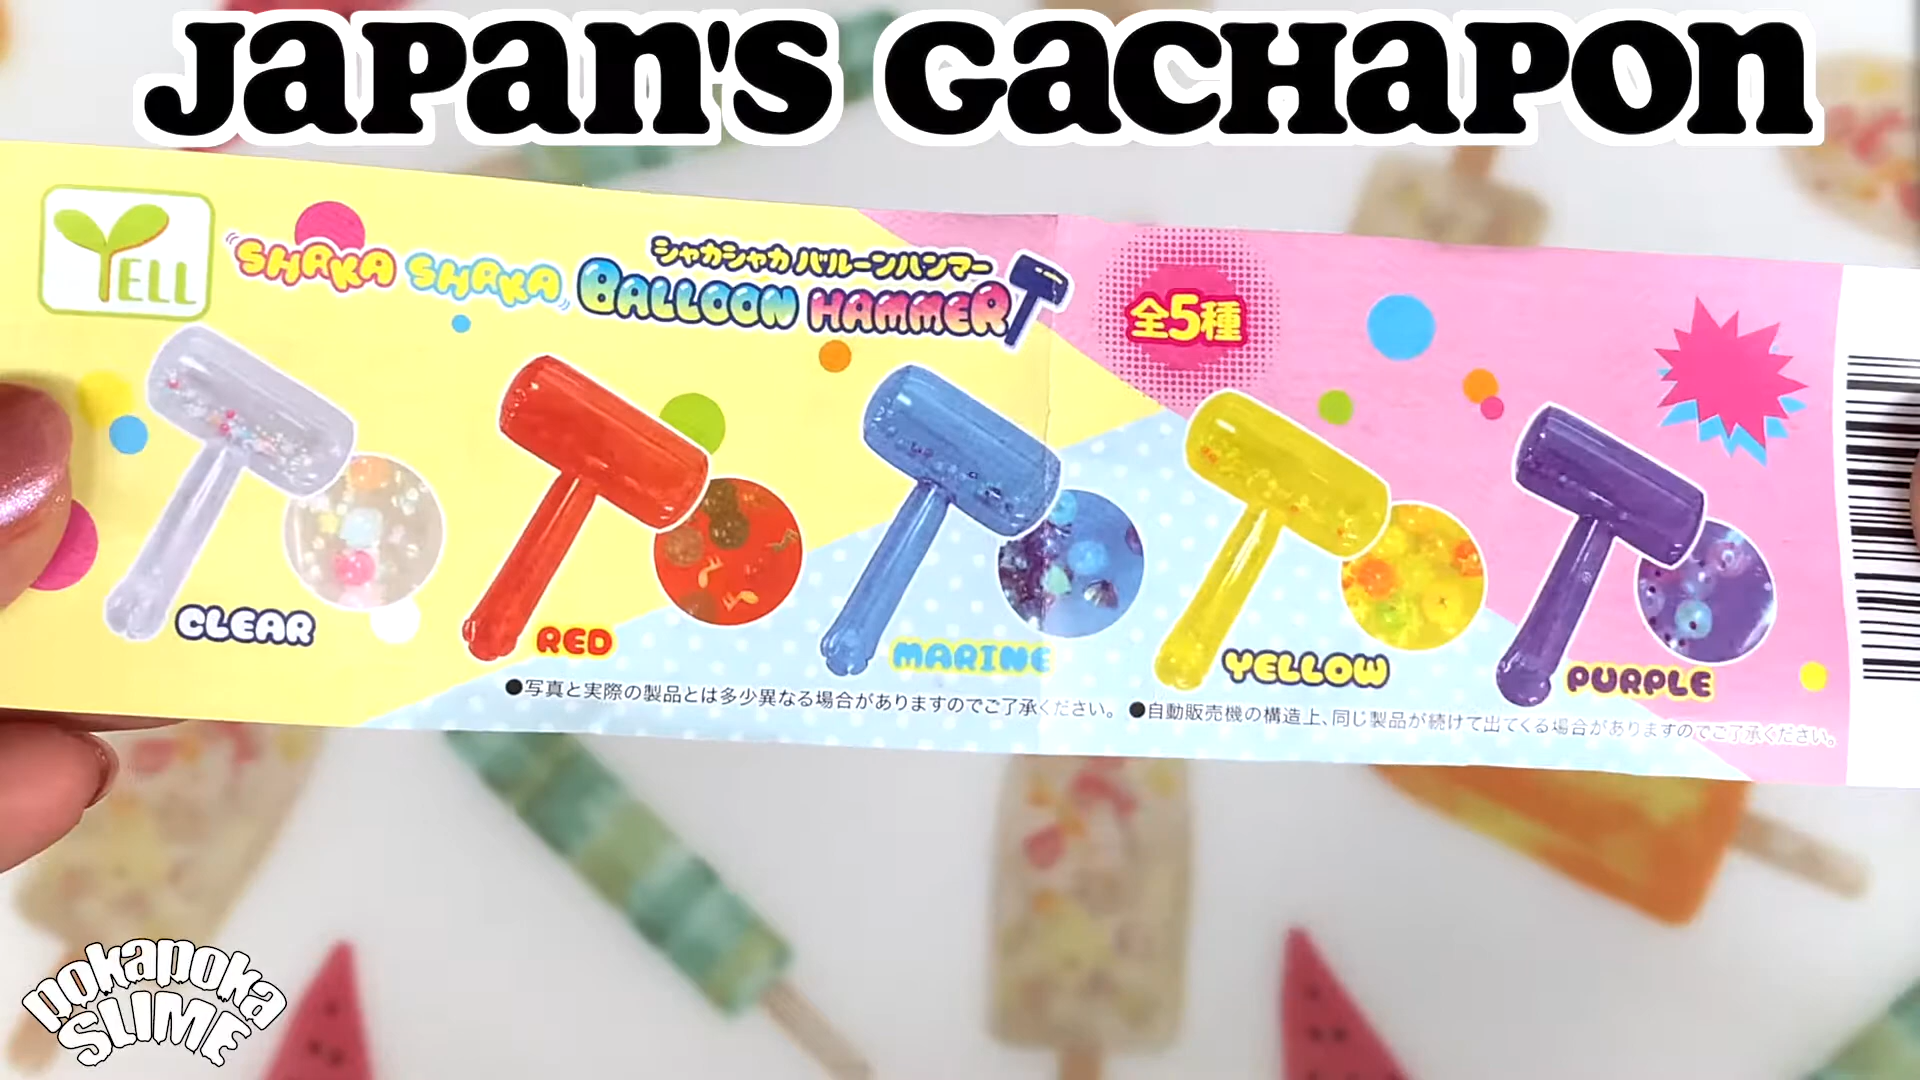 JAPAN'S GACHAPON
YELL
シャカシャカ バルーンハンマー
SHAKA SHAKA BALLOON HAMMER
全5種
CLEAR
RED
MARINE
YELLOW
PURPLE
●写真と実際の製品とは多少異なる場合がありますのでご了承ください。 ●自動販売機の構造上、同じ製品が続けて出てくる場合がありますのでご了承ください。
pokapoka
SLIME